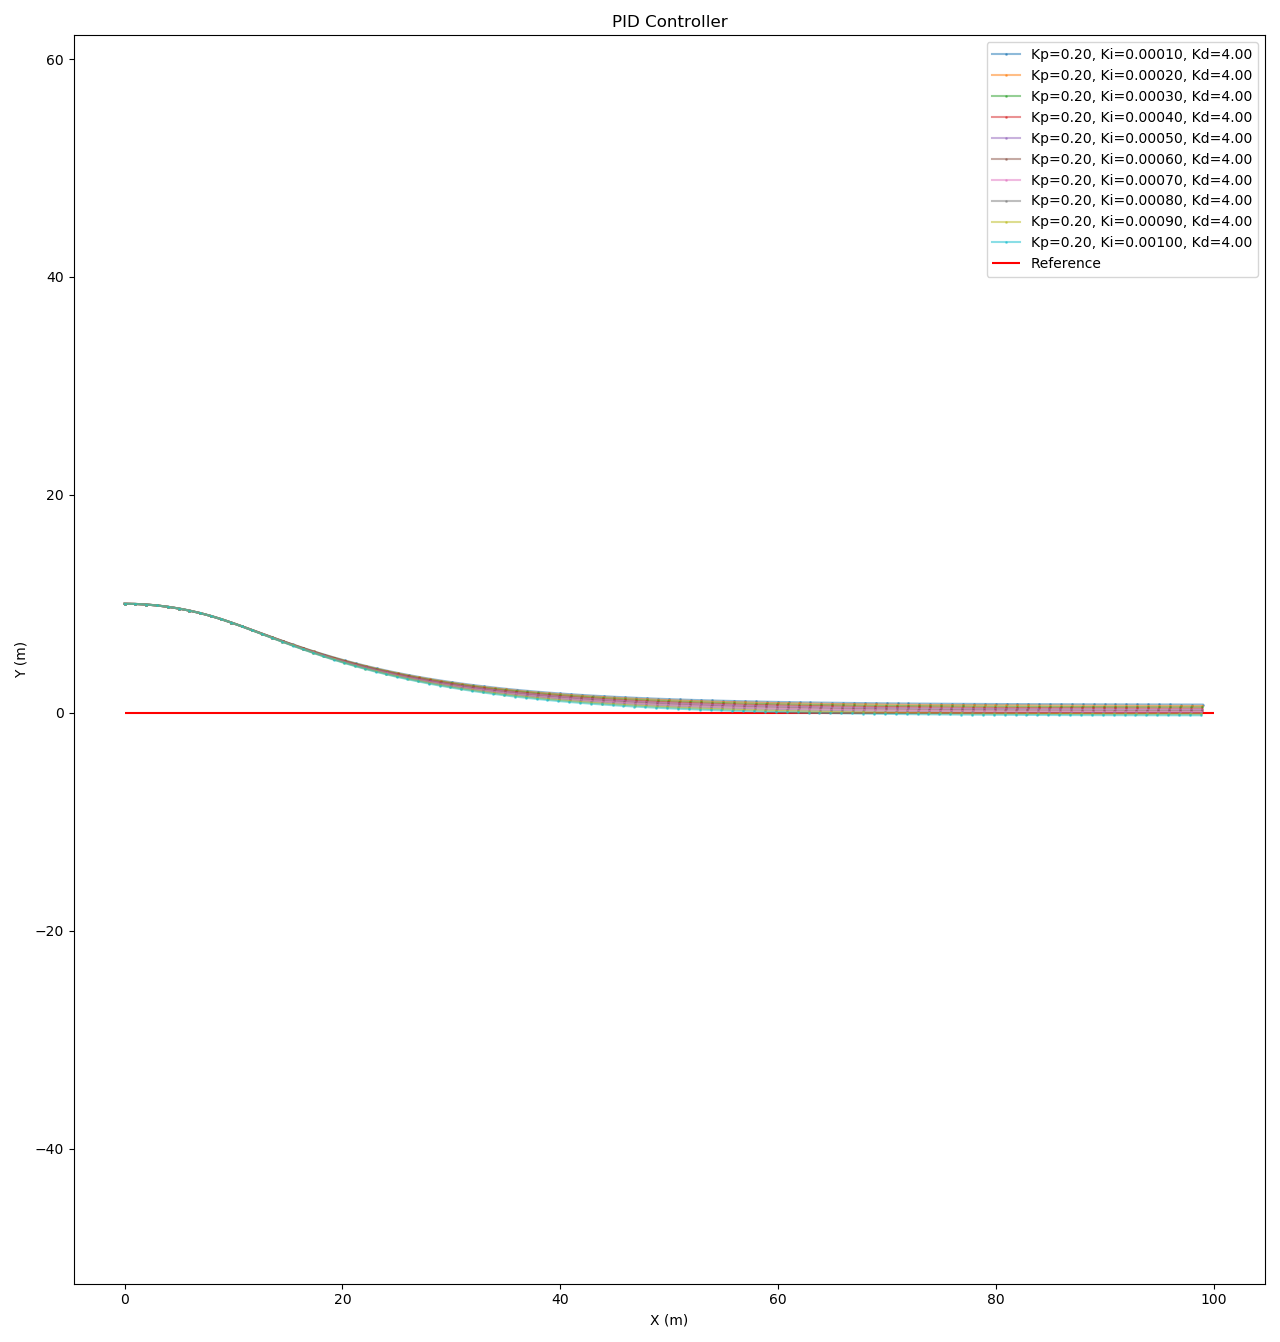 PID Controller
Kp=0.20, Ki=0.00010, Kd=4.00
Kp=0.20, Ki=0.00020, Kd=4.00
Kp=0.20, Ki=0.00030, Kd=4.00
Kp=0.20, Ki=0.00040, Kd=4.00
Kp=0.20, Ki=0.00050, Kd=4.00
Kp=0.20, Ki=0.00060, Kd=4.00
Kp=0.20, Ki=0.00070, Kd=4.00
Kp=0.20, Ki=0.00080, Kd=4.00
Kp=0.20, Ki=0.00090, Kd=4.00
Kp=0.20, Ki=0.00100, Kd=4.00
Reference
60
40
20
0
−20
−40
Y (m)
0 20 40 60 80 100
X (m)